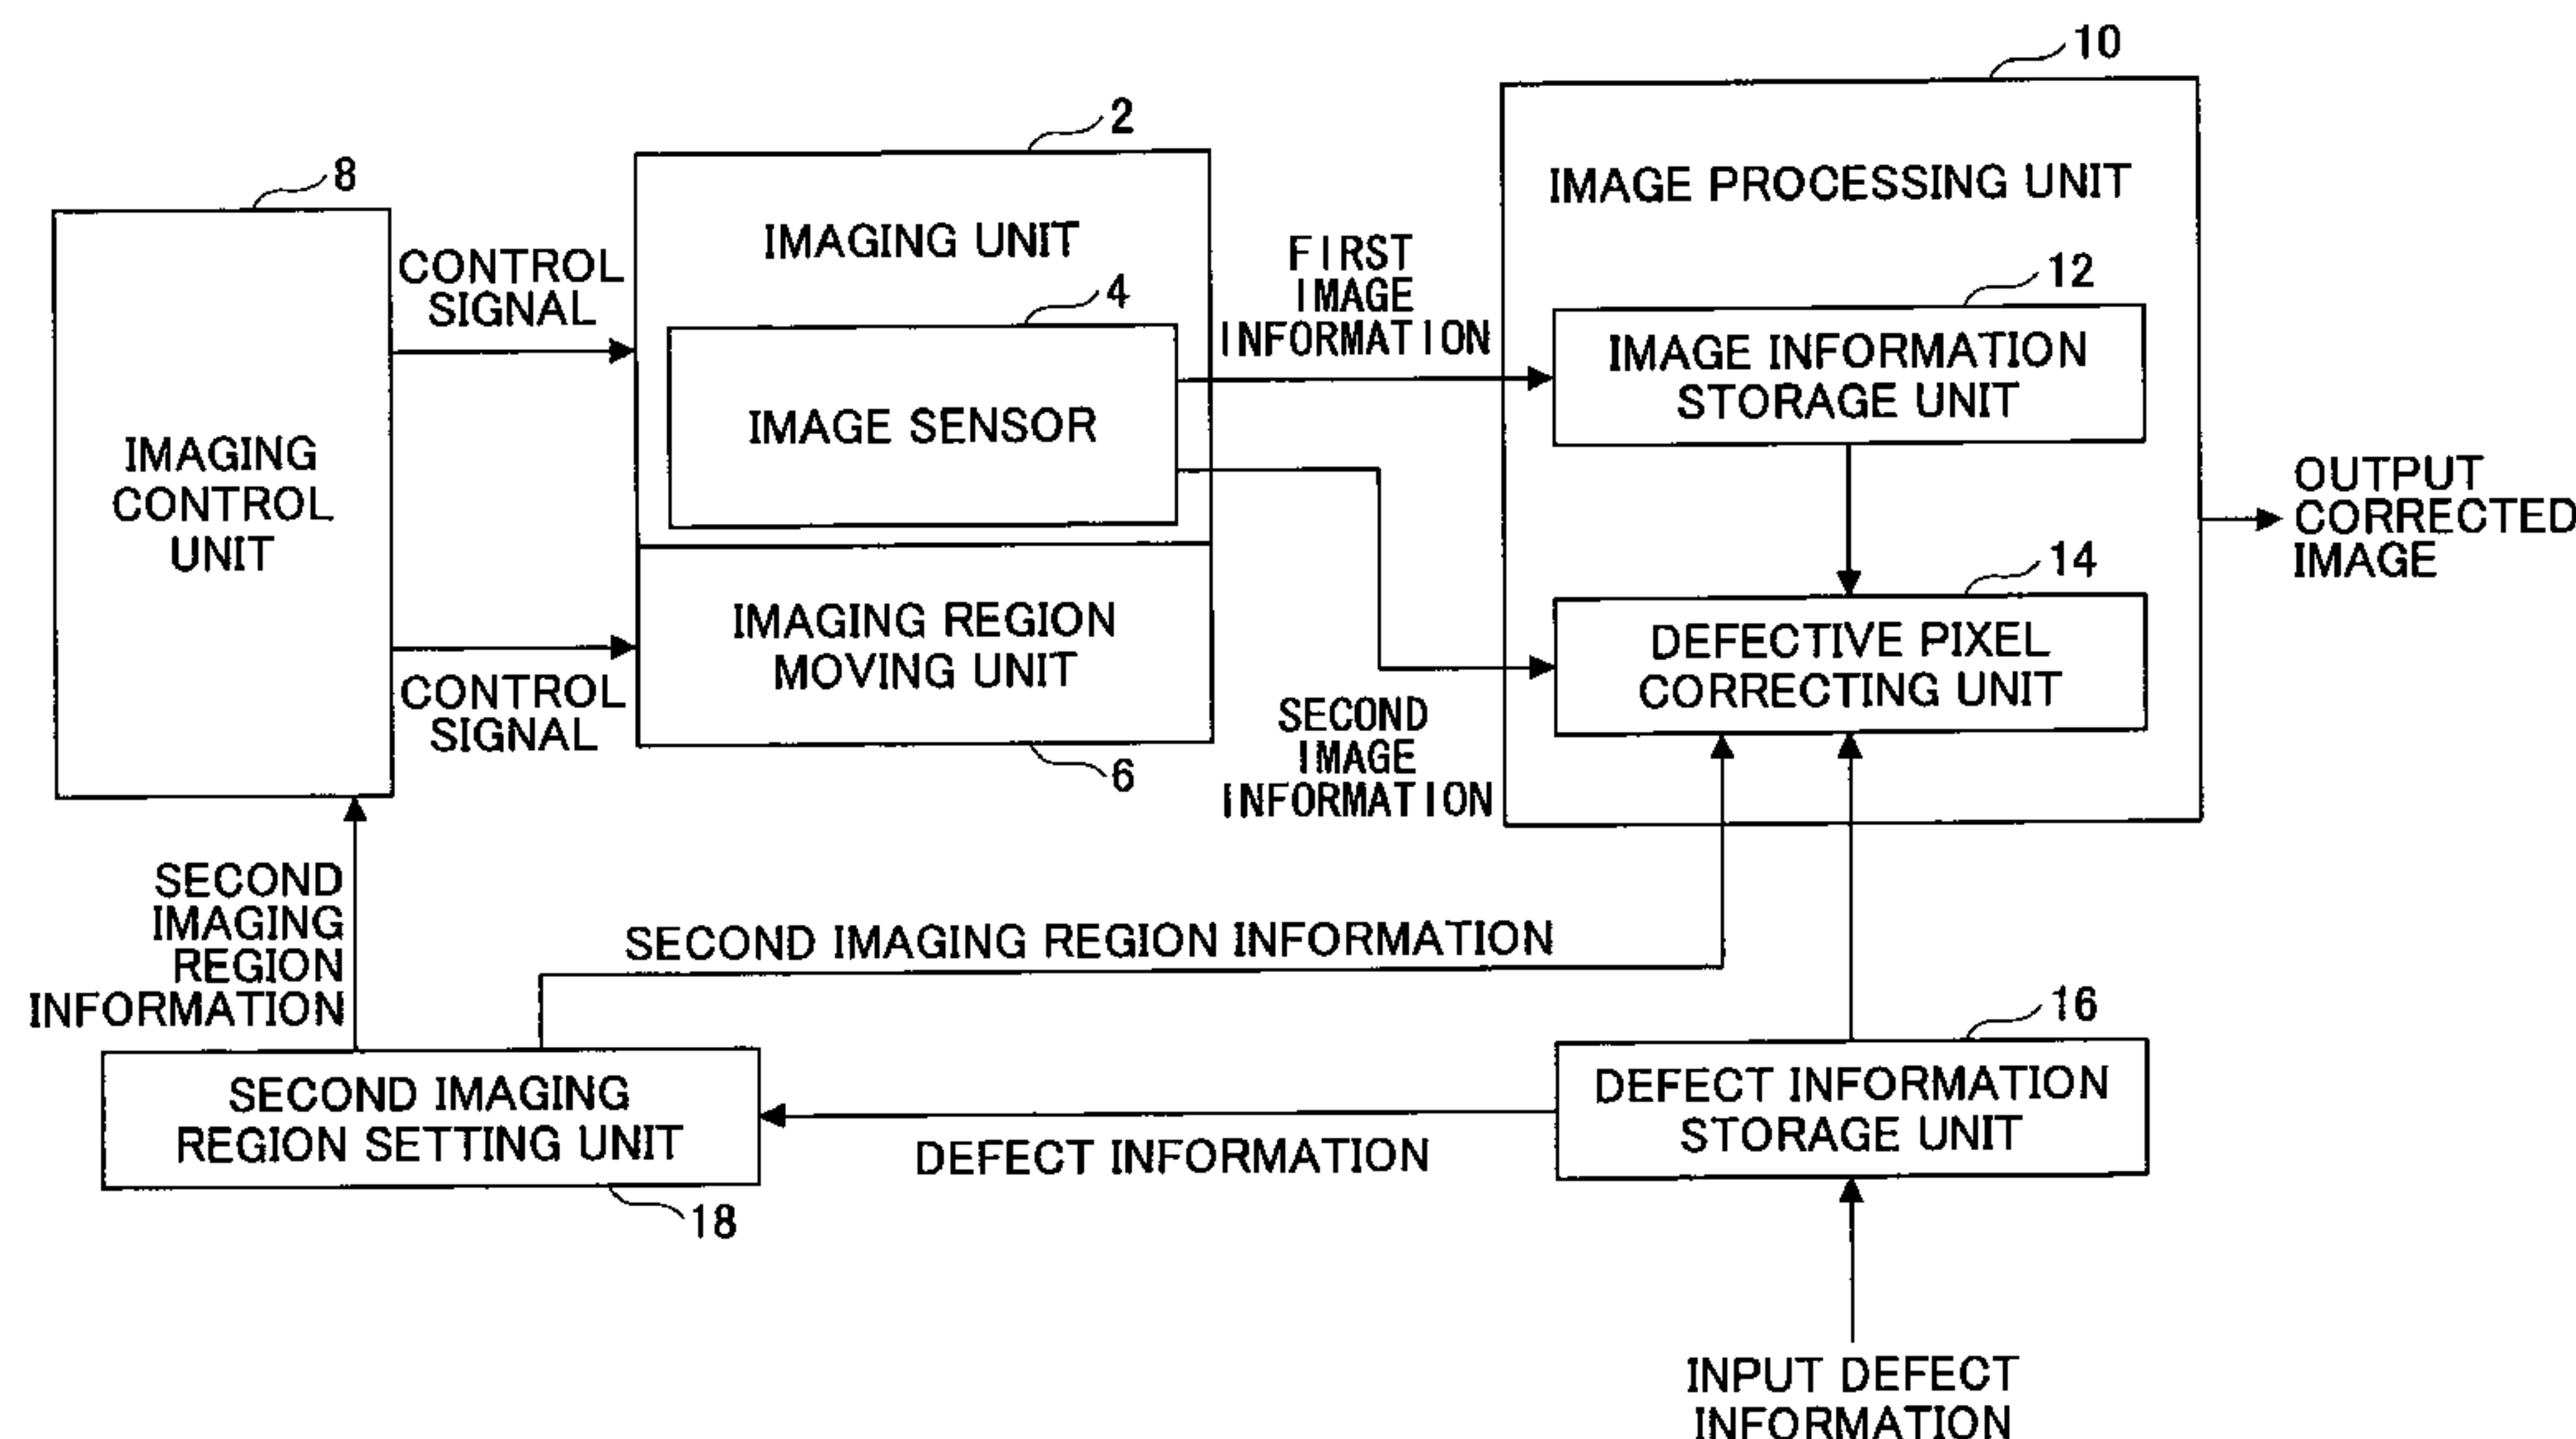 10
2
8
IMAGE PROCESSING UNIT
IMAGING UNIT
CONTROL
SIGNAL
FIRST
IMAGE
INFORMATION
4
12
IMAGE SENSOR
IMAGE INFORMATION
STORAGE UNIT
IMAGING
CONTROL
UNIT
OUTPUT
CORRECTED
IMAGE
14
IMAGING REGION
MOVING UNIT
DEFECTIVE PIXEL
CORRECTING UNIT
CONTROL
SIGNAL
6
SECOND
IMAGE
INFORMATION
SECOND
IMAGING
REGION
INFORMATION
SECOND IMAGING REGION INFORMATION
16
SECOND IMAGING
REGION SETTING UNIT
DEFECT INFORMATION
STORAGE UNIT
DEFECT INFORMATION
18
INPUT DEFECT
INFORMATION